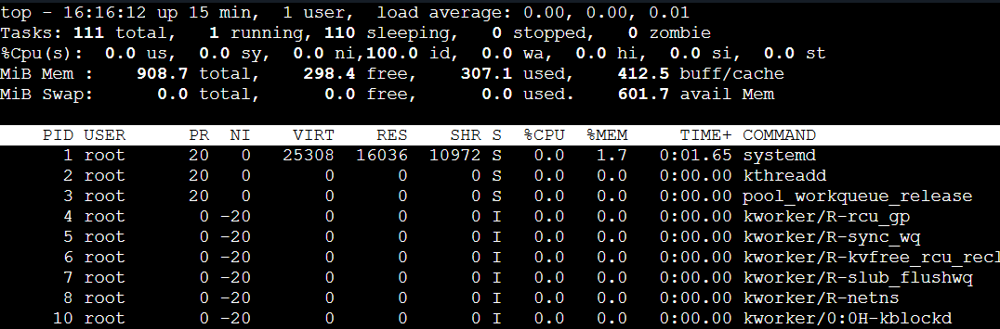 top - 16:16:12 up 15 min,  1 user,  load average: 0.00, 0.00, 0.01
Tasks: 111 total,   1 running, 110 sleeping,   0 stopped,   0 zombie
%Cpu(s):  0.0 us,  0.0 sy,  0.0 ni,100.0 id,  0.0 wa,  0.0 hi,  0.0 si,  0.0 st
MiB Mem :    908.7 total,    298.4 free,    307.1 used,    412.5 buff/cache
MiB Swap:      0.0 total,      0.0 free,      0.0 used.    601.7 avail Mem
    PID USER      PR  NI    VIRT    RES    SHR S  %CPU  %MEM     TIME+ COMMAND
      1 root      20   0   25308  16036  10972 S   0.0   1.7   0:01.65 systemd
      2 root      20   0       0      0      0 S   0.0   0.0   0:00.00 kthreadd
      3 root      20   0       0      0      0 S   0.0   0.0   0:00.00 pool_workqueue_release
      4 root       0 -20       0      0      0 I   0.0   0.0   0:00.00 kworker/R-rcu_gp
      5 root       0 -20       0      0      0 I   0.0   0.0   0:00.00 kworker/R-sync_wq
      6 root       0 -20       0      0      0 I   0.0   0.0   0:00.00 kworker/R-kvfree_rcu_recl
      7 root       0 -20       0      0      0 I   0.0   0.0   0:00.00 kworker/R-slub_flushwq
      8 root       0 -20       0      0      0 I   0.0   0.0   0:00.00 kworker/R-netns
     10 root       0 -20       0      0      0 I   0.0   0.0   0:00.00 kworker/0:0H-kblockd